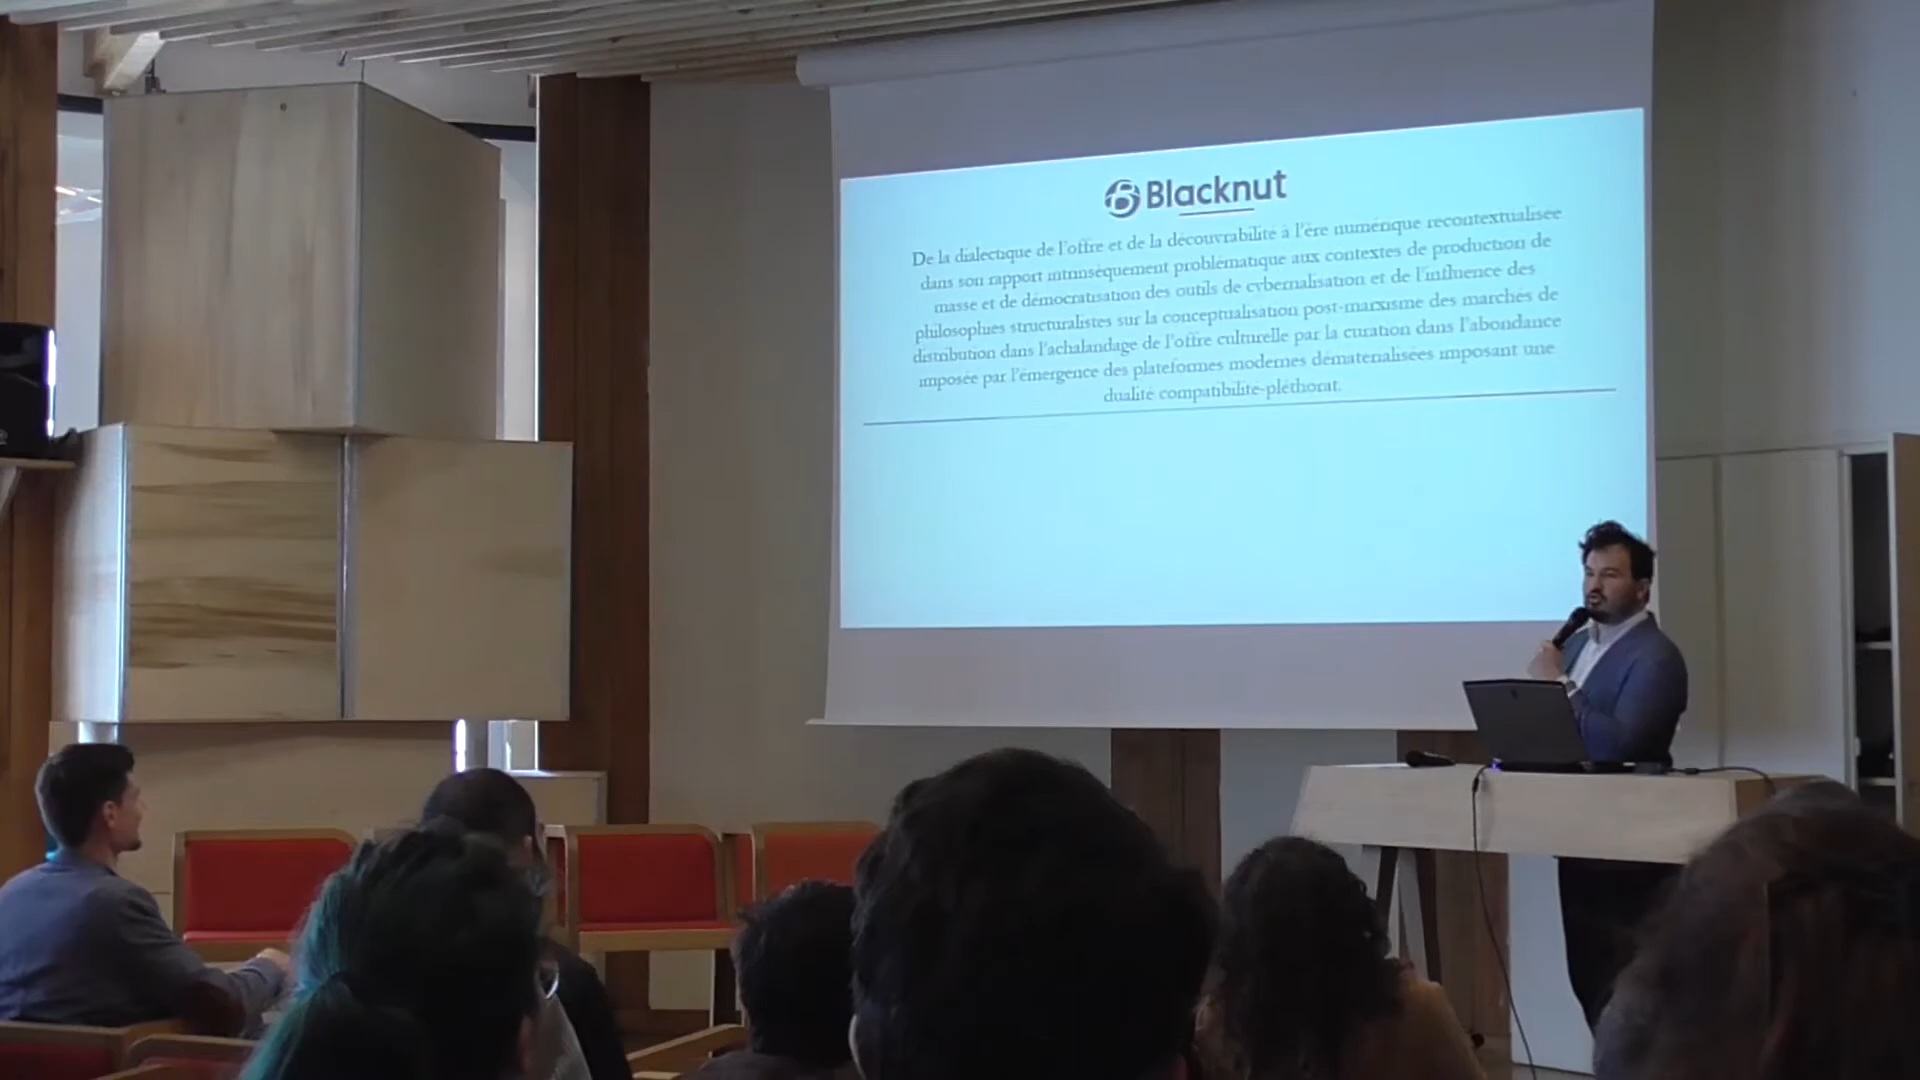 Blacknut
De la dialectique de l'offre et de la découvrabilité à l'ère numérique recontextualisée
dans son rapport intrinsèquement problématique aux contextes de production de
masse et de démocratisation des outils de cybernalisation et de l'influence des
philosophies structuralistes sur la conceptualisation post-marxisme des marchés de
distribution dans l'achalandage de l'offre culturelle par la curation dans l'abondance
imposée par l'émergence des plateformes modernes dématérialisées imposant une
dualité compatibilité-pléthorat.